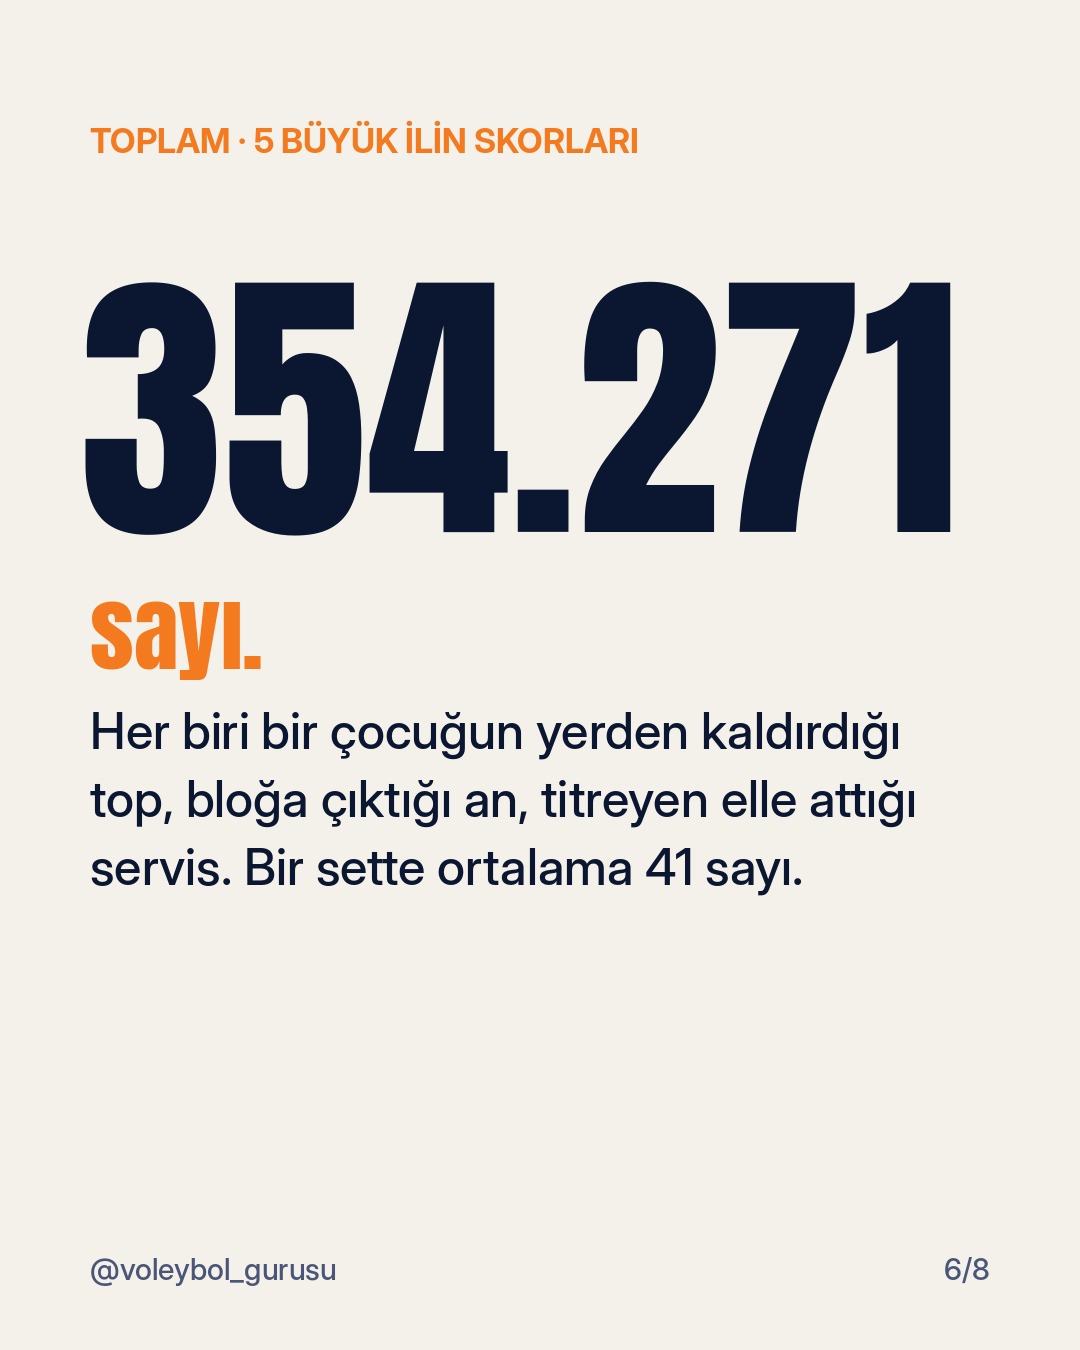 TOPLAM · 5 BÜYÜK İLİN SKORLARI
354.271
sayı.
Her biri bir çocuğun yerden kaldırdığı
top, bloğa çıktığı an, titreyen elle attığı
servis. Bir sette ortalama 41 sayı.
@voleybol_gurusu
6/8